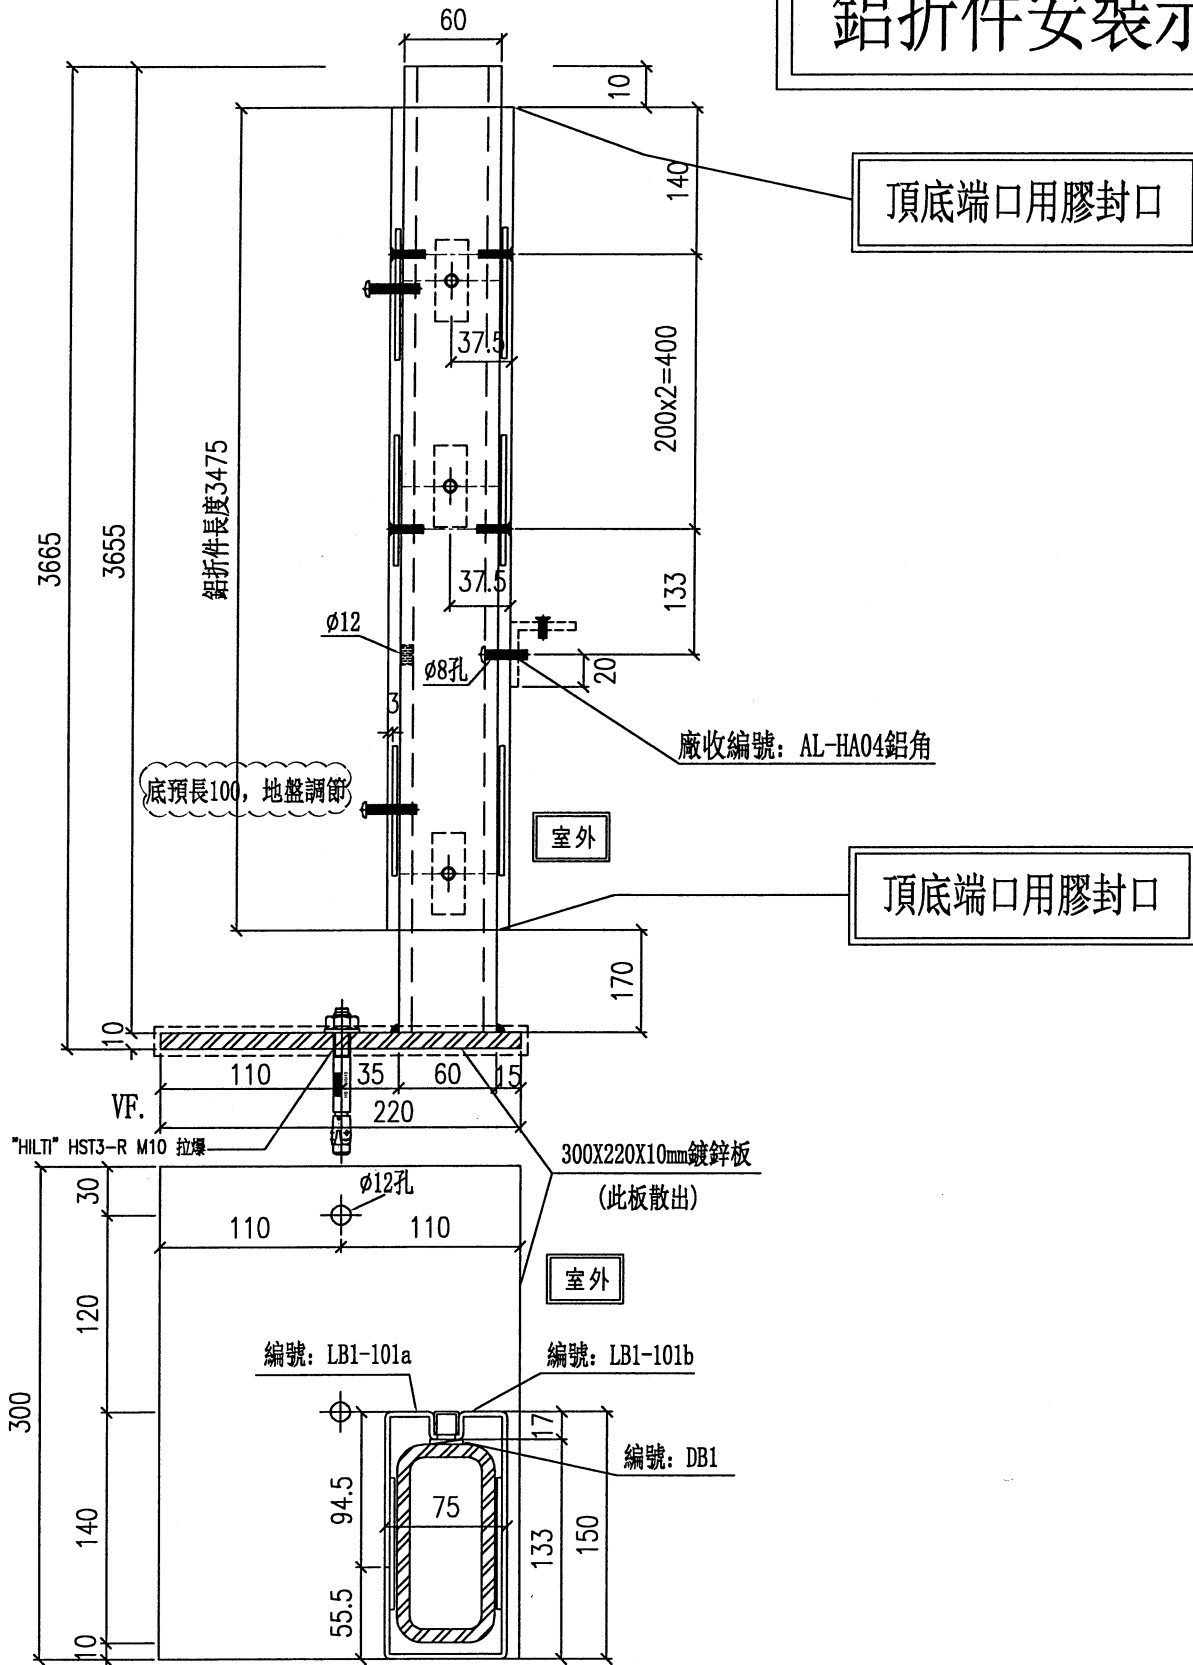 鋁折件安裝示
60
10
頂底端口用膠封口
140
37.5
200x2=400
3665
3655
鋁折件長度3475
37.5
133
Ø12
Ø8孔
20
3
廠收編號: AL-HA04鋁角
底預長100, 地盤調節
室外
頂底端口用膠封口
170
10
110
35
60
15
VF.
220
"HILTI" HST3-R M10 拉爆
300X220X10mm鍍鋅板
(此板散出)
30
Ø12孔
110
110
室外
120
編號: LB1-101a
編號: LB1-101b
300
17
編號: DB1
94.5
75
140
133
150
55.5
10